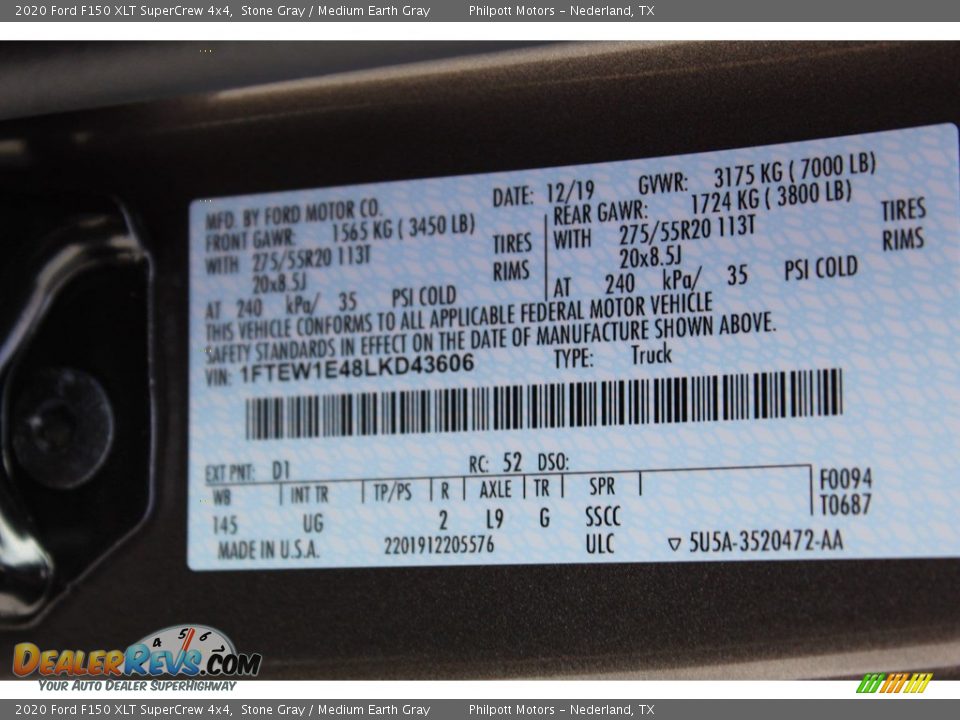 2020 Ford F150 XLT SuperCrew 4x4, Stone Gray / Medium Earth Gray Philpott Motors – Nederland, TX
MFD. BY FORD MOTOR CO. DATE: 12/19 GVWR: 3175 KG ( 7000 LB)
FRONT GAWR: 1565 KG ( 3450 LB) REAR GAWR: 1724 KG ( 3800 LB)
WITH 275/55R20 113T TIRES WITH 275/55R20 113T TIRES
20x8.5J RIMS 20x8.5J RIMS
AT 240 kPa/ 35 PSI COLD AT 240 kPa/ 35 PSI COLD
THIS VEHICLE CONFORMS TO ALL APPLICABLE FEDERAL MOTOR VEHICLE
SAFETY STANDARDS IN EFFECT ON THE DATE OF MANUFACTURE SHOWN ABOVE.
VIN: 1FTEW1E48LKD43606 TYPE: Truck
EXT PNT: D1 RC: 52 DSO:
WB INT TR TP/PS R AXLE TR SPR F0094
145 UG 2 L9 G SSCC T0687
MADE IN U.S.A. 2201912205576 ULC ▽ 5U5A-3520472-AA
4 5 6
DEALERREVS.COM
YOUR AUTO DEALER SUPERHIGHWAY
2020 Ford F150 XLT SuperCrew 4x4, Stone Gray / Medium Earth Gray Philpott Motors – Nederland, TX